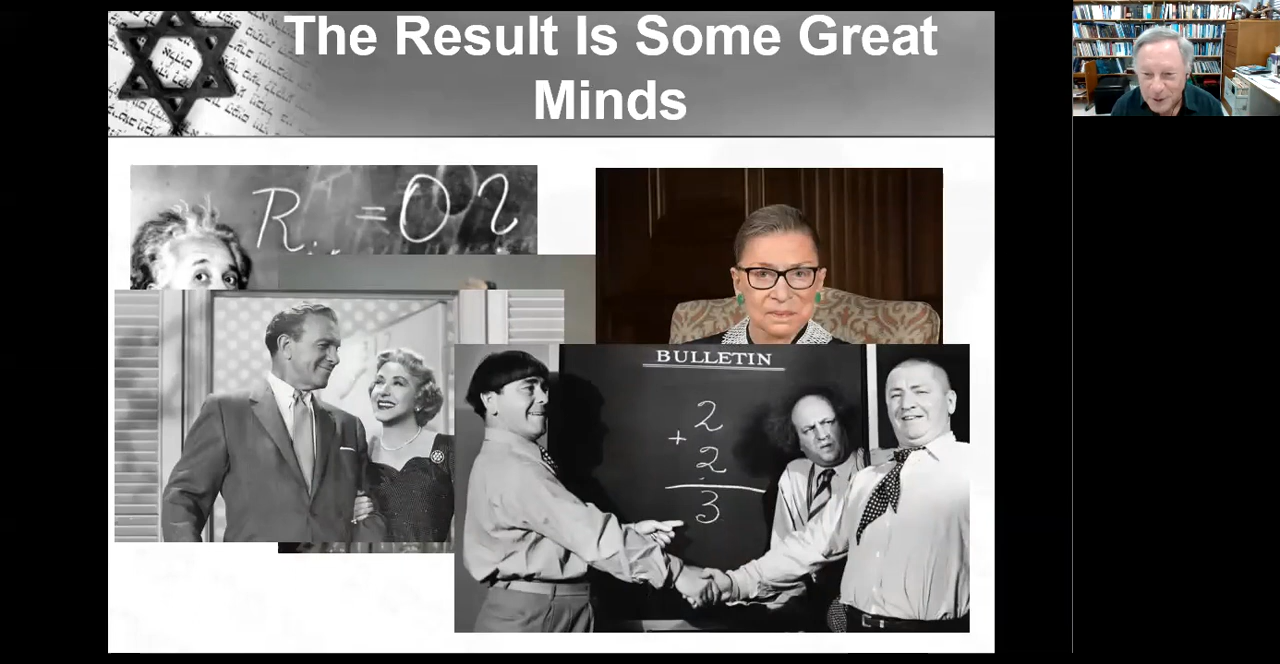 The Result Is Some Great
Minds
R = 0
BULLETIN
2
+ 2
3